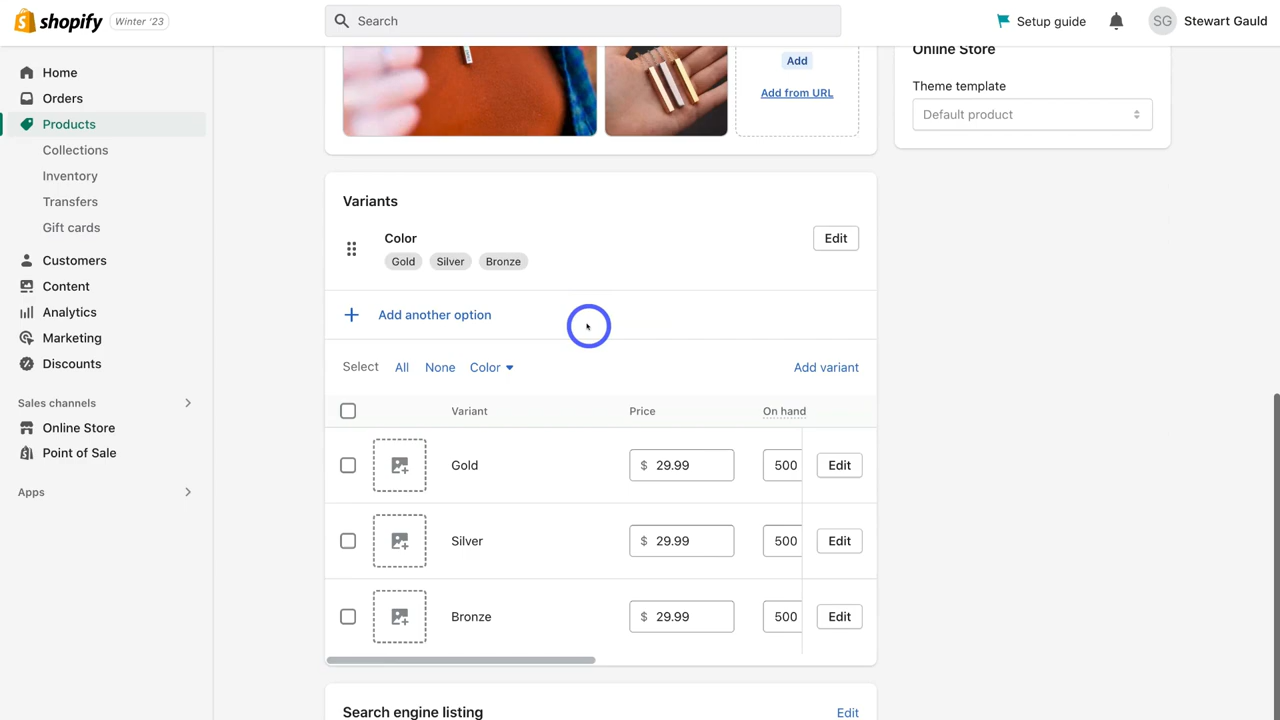 shopify
Winter '23
Search
Setup guide
SG
Stewart Gauld
Home
Orders
Products
Collections
Inventory
Transfers
Gift cards
Customers
Content
Analytics
Marketing
Discounts
Sales channels
Online Store
Point of Sale
Apps
Add
Add from URL
Online Store
Theme template
Default product
Variants
Color
Edit
Gold Silver Bronze
Add another option
Select All None Color Add variant
Variant Price On hand
Gold $ 29.99 500 Edit
Silver $ 29.99 500 Edit
Bronze $ 29.99 500 Edit
Search engine listing Edit